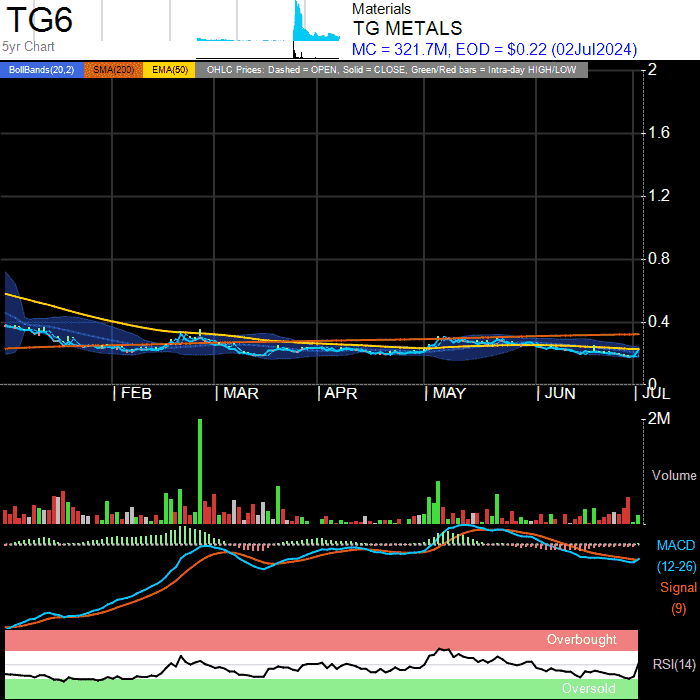 TG6
5yr Chart
Materials
TG METALS
MC = 321.7M, EOD = $0.22 (02Jul2024)
BollBands(20,2) SMA(200) EMA(50) OHLC Prices: Dashed = OPEN, Solid = CLOSE, Green/Red bars = Intra-day HIGH/LOW
2
1.6
1.2
0.8
0.4
0
FEB MAR APR MAY JUN JUL
2M
Volume
MACD
(12-26)
Signal
(9)
Overbought
RSI(14)
Oversold